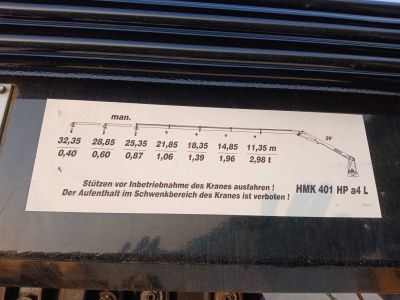 man.
20°
32,35 28,85 25,35 21,85 18,35 14,85 11,35 m
0,40 0,60 0,87 1,06 1,39 1,96 2,98 t
Stützen vor Inbetriebnahme des Kranes ausfahren !
Der Aufenthalt im Schwenkbereich des Kranes ist verboten !
HMK 401 HP a4 L